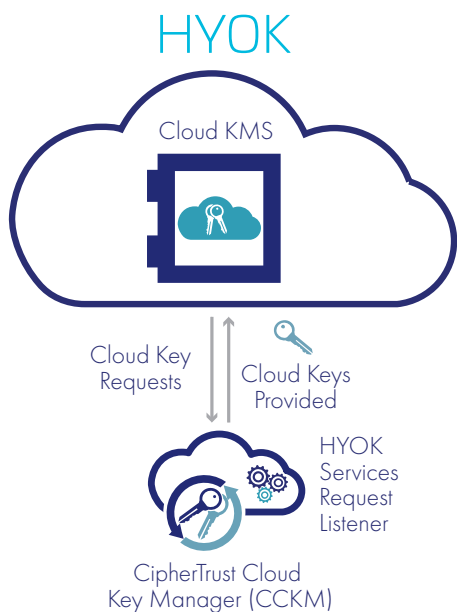 HYOK
Cloud KMS
Cloud Key
Requests
Cloud Keys
Provided
HYOK
Services
Request
Listener
CipherTrust Cloud
Key Manager (CCKM)